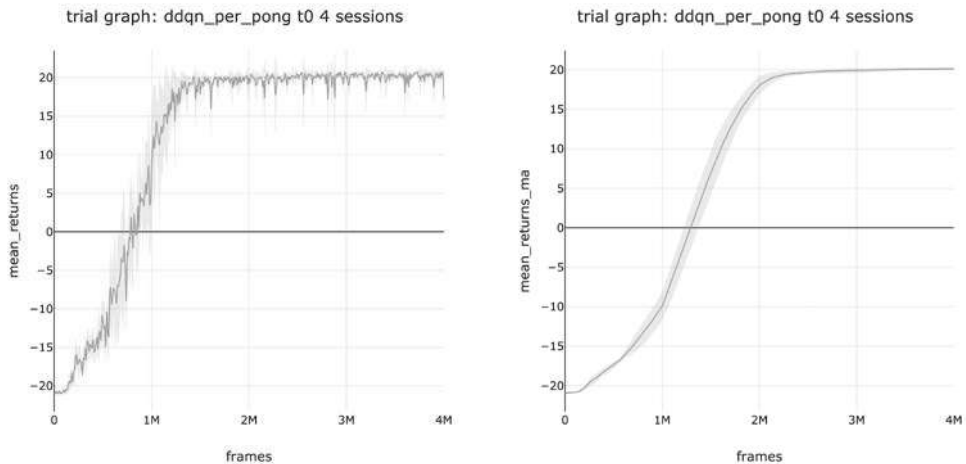 trial graph: ddqn_per_pong t0 4 sessions
mean_returns
20
15
10
5
0
−5
−10
−15
−20
0
1M
2M
3M
4M
frames
trial graph: ddqn_per_pong t0 4 sessions
mean_returns_ma
20
15
10
5
0
−5
−10
−15
−20
0
1M
2M
3M
4M
frames